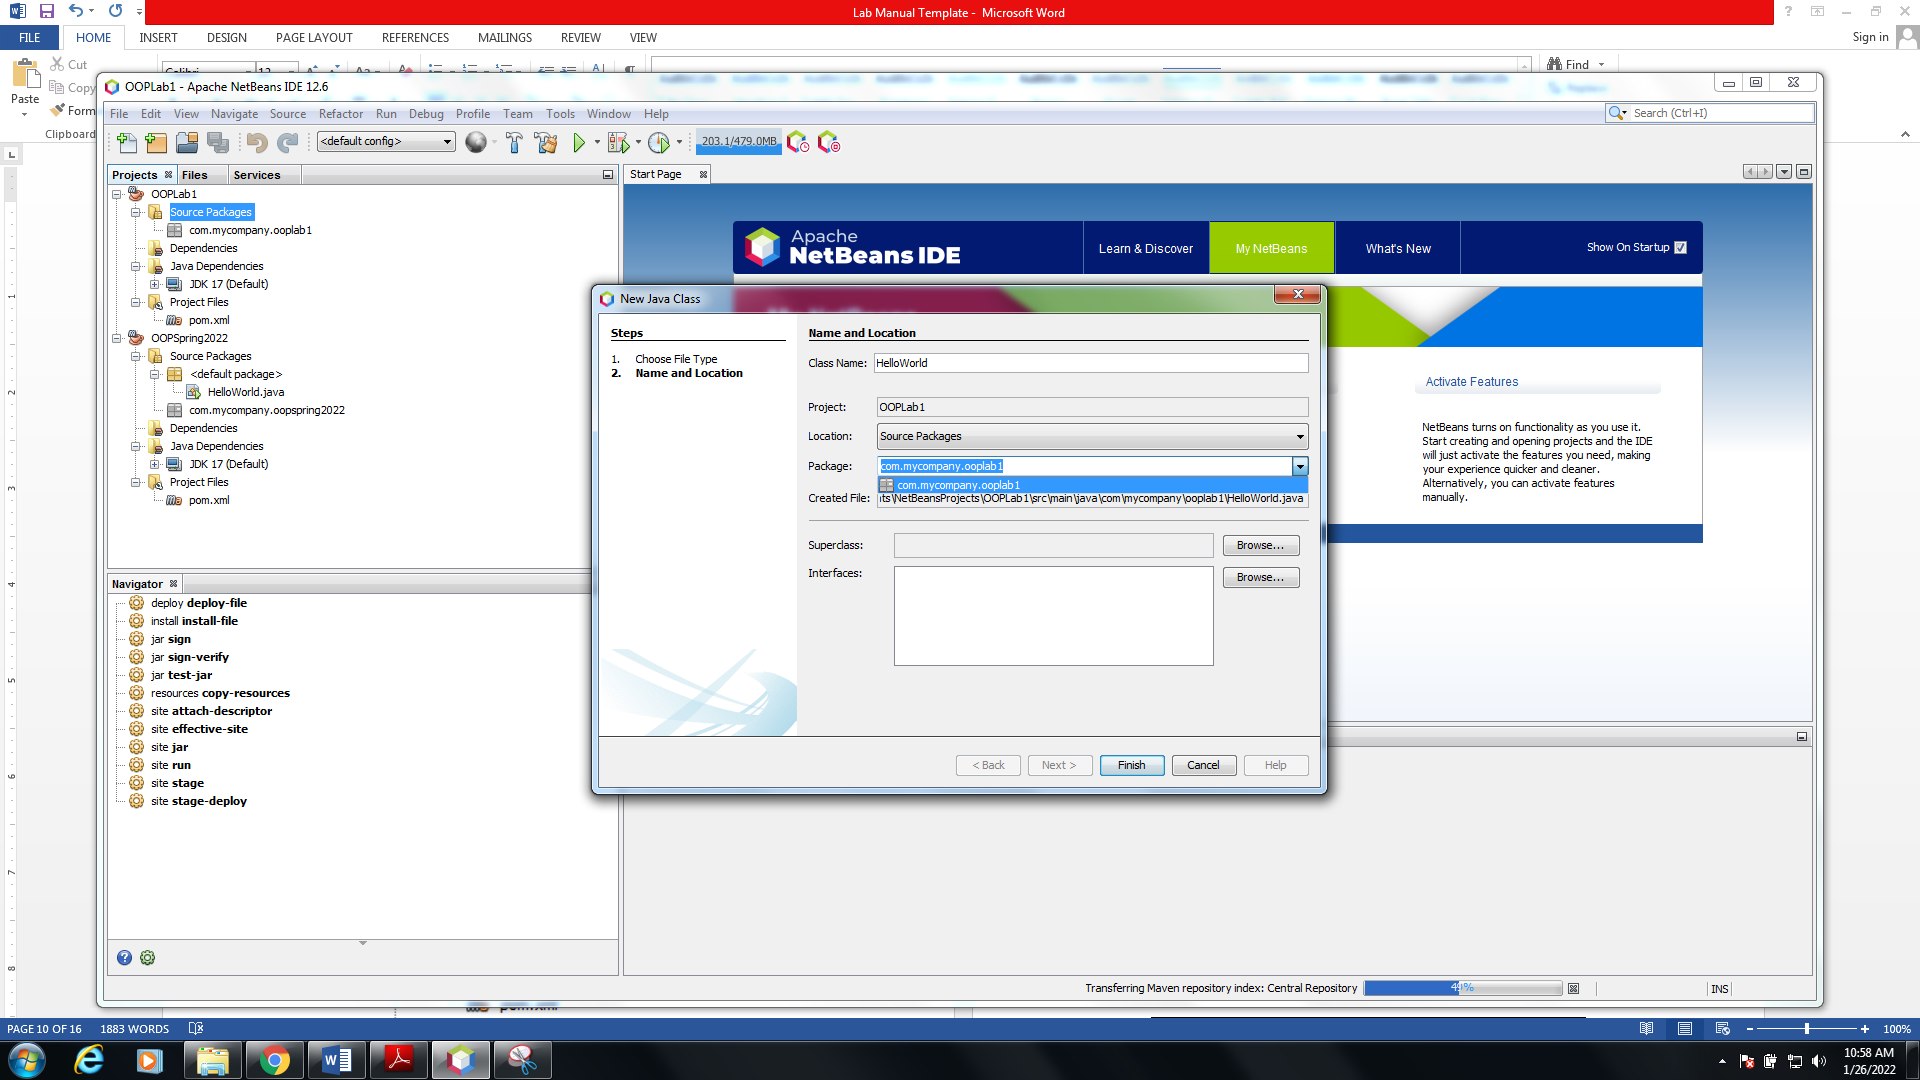 Lab Manual Template - Microsoft Word
FILE
HOME
INSERT
DESIGN
PAGE LAYOUT
REFERENCES
MAILINGS
REVIEW
VIEW
Sign in
Cut
Copy
Paste
Form
Clipboard
Find
OOPLab1 - Apache NetBeans IDE 12.6
File Edit View Navigate Source Refactor Run Debug Profile Team Tools Window Help
Search (Ctrl+I)
<default config>
203.1/479.0MB
Projects
Files
Services
OOPLab1
Source Packages
com.mycompany.ooplab1
Dependencies
Java Dependencies
JDK 17 (Default)
Project Files
pom.xml
OOPSpring2022
Source Packages
<default package>
HelloWorld.java
com.mycompany.oopspring2022
Dependencies
Java Dependencies
JDK 17 (Default)
Project Files
pom.xml
Navigator
deploy deploy-file
install install-file
jar sign
jar sign-verify
jar test-jar
resources copy-resources
site attach-descriptor
site effective-site
site jar
site run
site stage
site stage-deploy
Start Page
Apache
NetBeans IDE
Learn & Discover
My NetBeans
What's New
Show On Startup
Activate Features
NetBeans turns on functionality as you use it.
Start creating and opening projects and the IDE
will just activate the features you need, making
your experience quicker and cleaner.
Alternatively, you can activate features
manually.
New Java Class
Steps
1. Choose File Type
2. Name and Location
Name and Location
Class Name: HelloWorld
Project: OOPLab1
Location: Source Packages
Package: com.mycompany.ooplab1
com.mycompany.ooplab1
Created File: ts\NetBeansProjects\OOPLab1\src\main\java\com\mycompany\ooplab1\HelloWorld.java
Superclass:
Browse...
Interfaces:
Browse...
< Back
Next >
Finish
Cancel
Help
Transferring Maven repository index: Central Repository
INS
PAGE 10 OF 16
1883 WORDS
100%
10:58 AM
1/26/2022